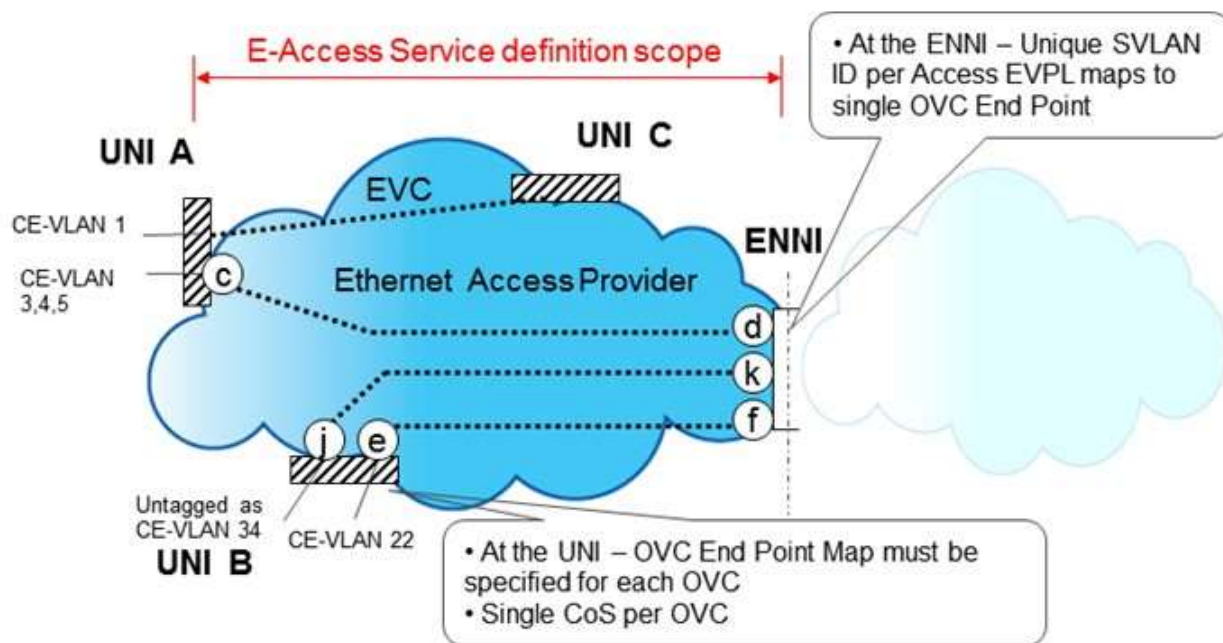 E-Access Service definition scope
• At the ENNI – Unique SVLAN
ID per Access EVPL maps to
single OVC End Point
UNI A
UNI C
EVC
CE-VLAN 1
ENNI
CE-VLAN
3,4,5
c
Ethernet Access Provider
d
k
f
j
e
Untagged as
CE-VLAN 34
CE-VLAN 22
UNI B
• At the UNI – OVC End Point Map must be
specified for each OVC
• Single CoS per OVC